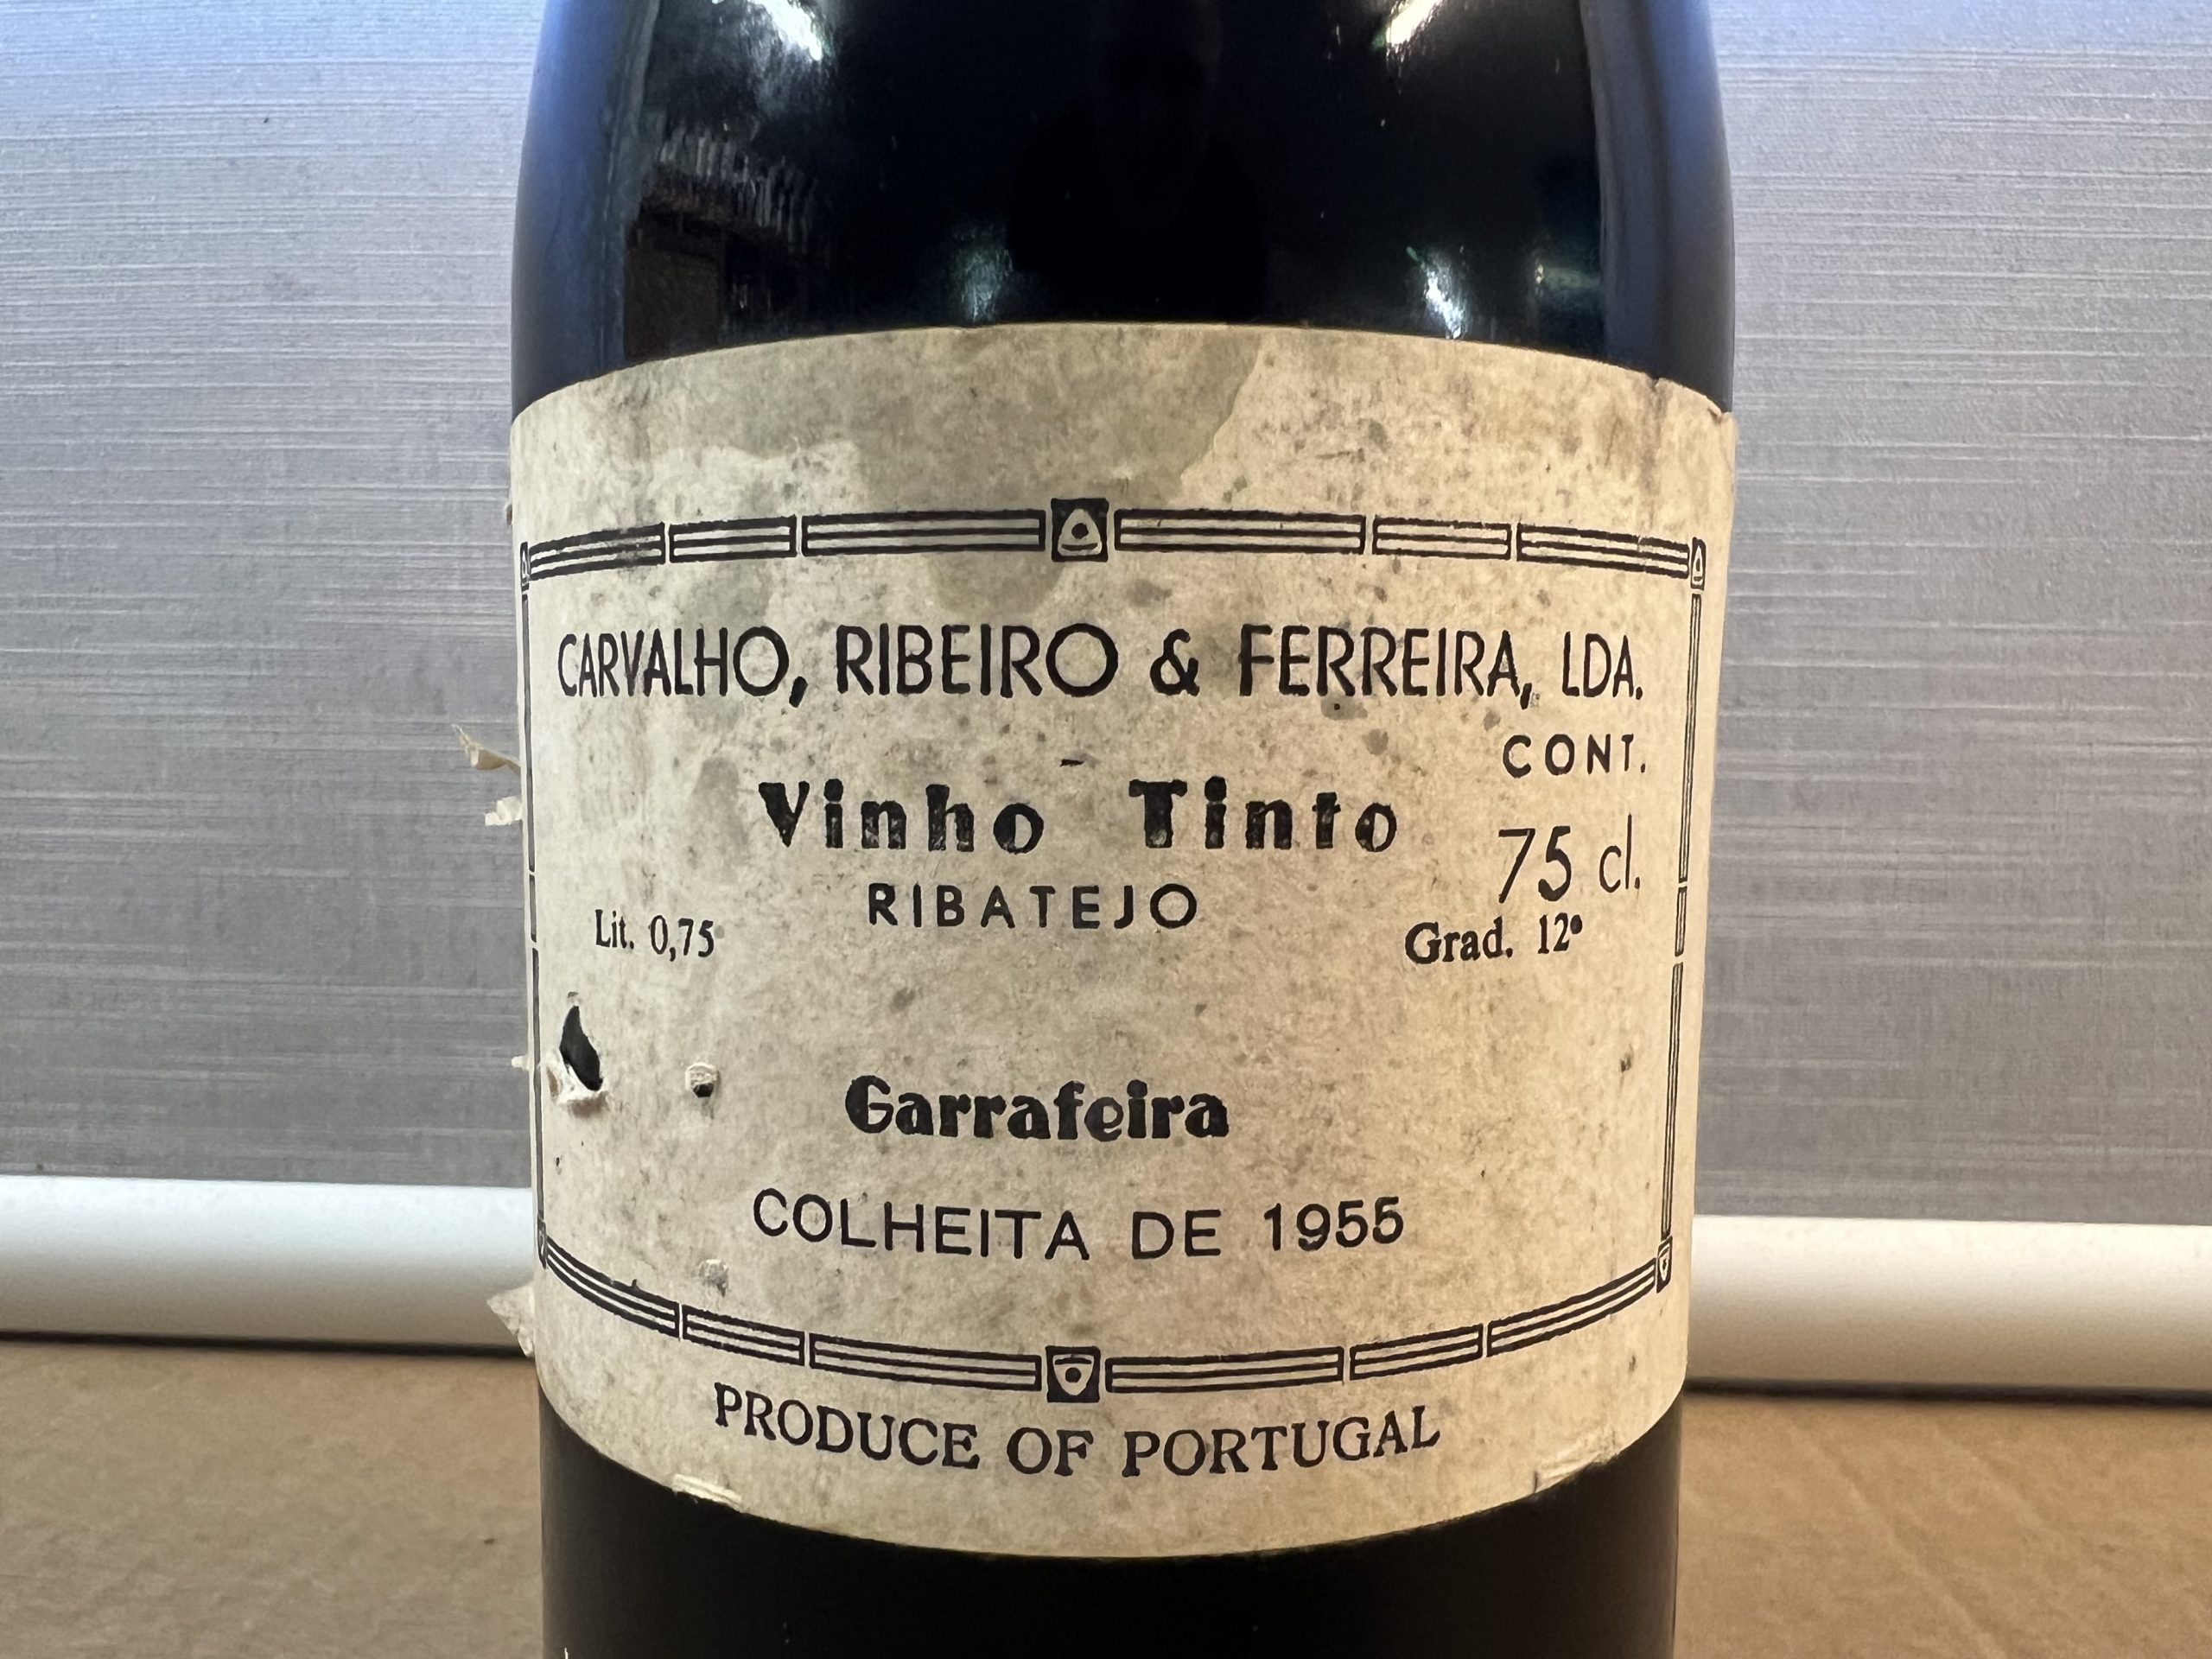 CARVALHO, RIBEIRO & FERREIRA, LDA.
CONT.
Vinho Tinto
75 cl.
RIBATEJO
Lit. 0,75
Grad. 12º
Garrafeira
COLHEITA DE 1955
PRODUCE OF PORTUGAL